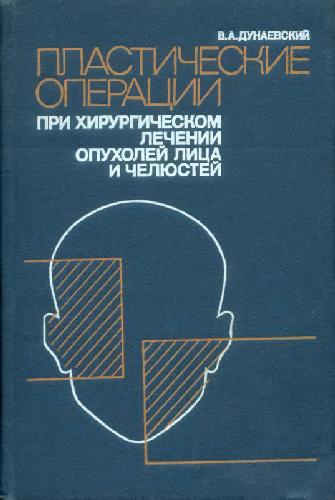 В.А.ДУНАЕВСКИЙ
ПЛАСТИЧЕСКИЕ
ОПЕРАЦИИ
ПРИ ХИРУРГИЧЕСКОМ
ЛЕЧЕНИИ
ОПУХОЛЕЙ ЛИЦА
И ЧЕЛЮСТЕЙ